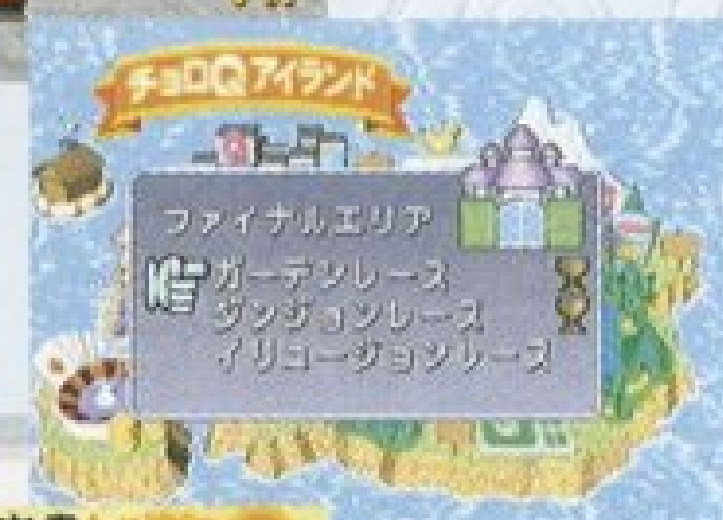 チョロQアイランド
ファイナルエリア
ガーデンレース
ダンジョンレース
イリュージョンレース